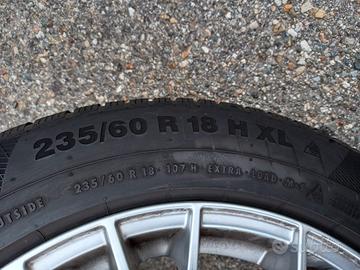 235/60 R 18 H XL
OUTSIDE 235/60 R 18 · 107 H EXTRA LOAD M+S